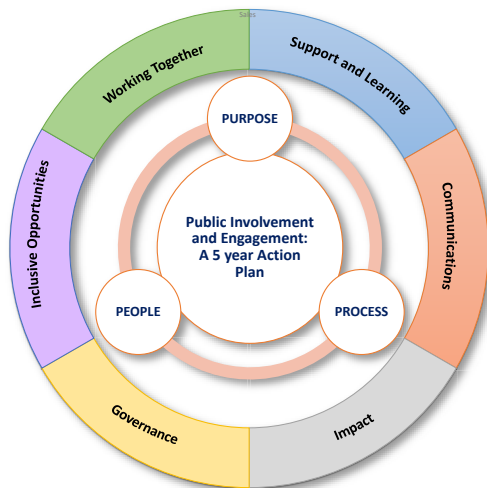 Sales
Working Together
Support and Learning
Communications
Impact
Governance
Inclusive Opportunities
PURPOSE
Public Involvement
and Engagement:
A 5 year Action
Plan
PEOPLE
PROCESS